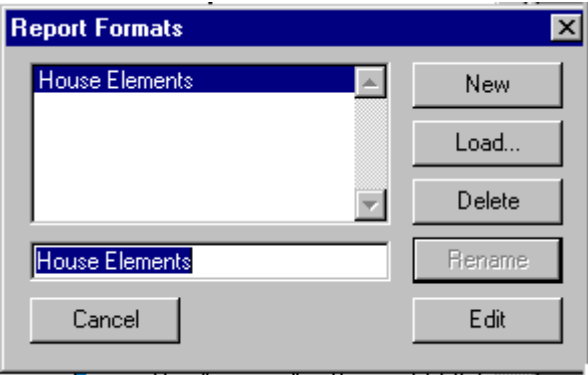 Report Formats
House Elements
New
Load...
Delete
House Elements
Rename
Cancel
Edit